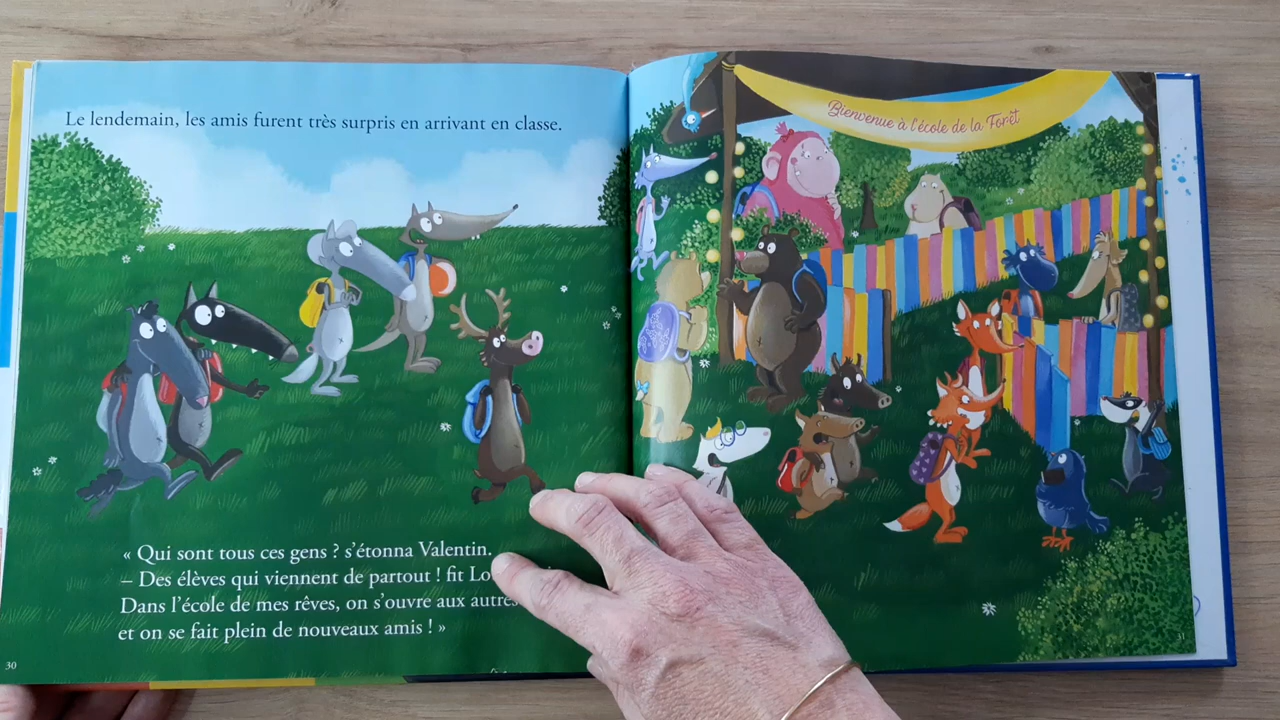 Le lendemain, les amis furent très surpris en arrivant en classe.
« Qui sont tous ces gens ? s'étonna Valentin.
– Des élèves qui viennent de partout ! fit
Dans l'école de mes rêves, on s'ouvre aux autres
et on se fait plein de nouveaux amis ! »
30
Bienvenue à l'école de la Forêt
31